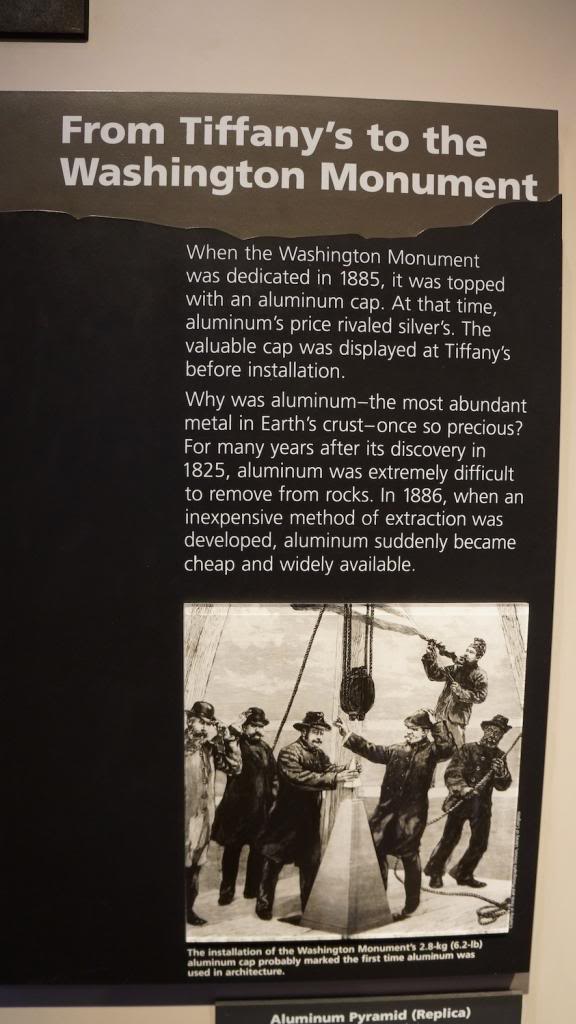 From Tiffany's to the
Washington Monument
When the Washington Monument
was dedicated in 1885, it was topped
with an aluminum cap. At that time,
aluminum's price rivaled silver's. The
valuable cap was displayed at Tiffany's
before installation.
Why was aluminum–the most abundant
metal in Earth's crust–once so precious?
For many years after its discovery in
1825, aluminum was extremely difficult
to remove from rocks. In 1886, when an
inexpensive method of extraction was
developed, aluminum suddenly became
cheap and widely available.
The installation of the Washington Monument's 2.8-kg (6.2-lb)
aluminum cap probably marked the first time aluminum was
used in architecture.
Aluminum Pyramid (Replica)